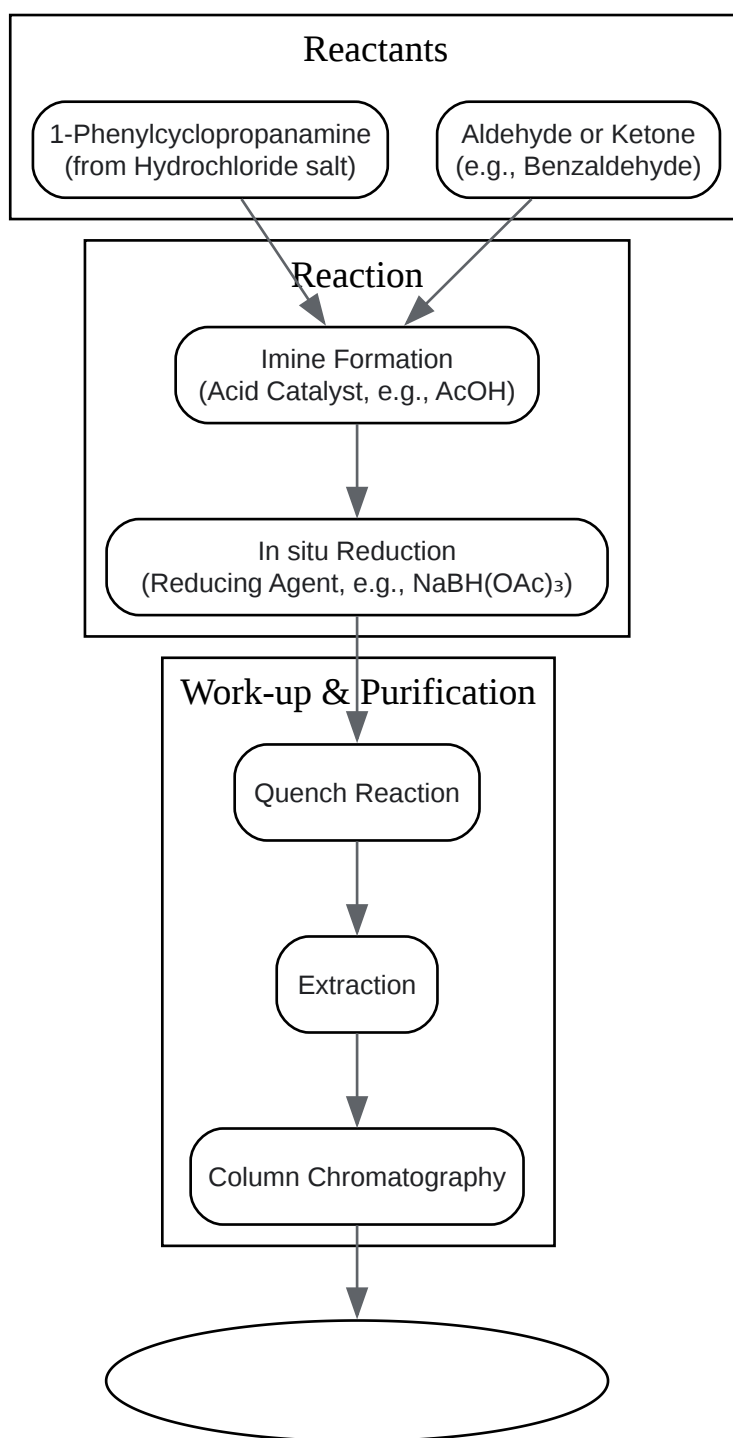 Reactants
1-Phenylcyclopropanamine
(from Hydrochloride salt)
Aldehyde or Ketone
(e.g., Benzaldehyde)
Reaction
Imine Formation
(Acid Catalyst, e.g., AcOH)
In situ Reduction
(Reducing Agent, e.g., NaBH(OAc)₃)
Work-up & Purification
Quench Reaction
Extraction
Column Chromatography